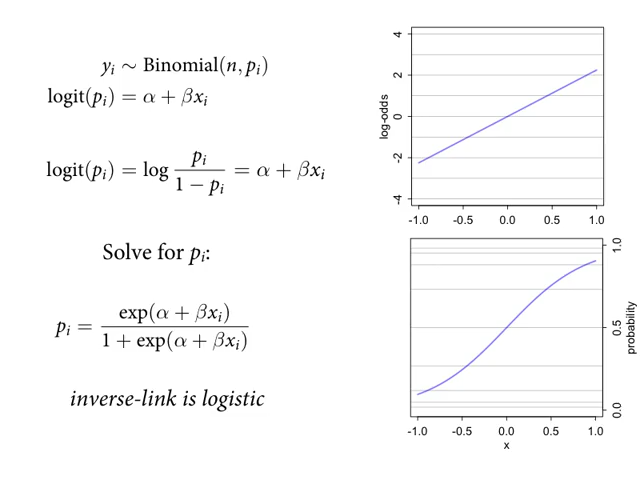 yᵢ ∼ Binomial(n, pᵢ)
logit(pᵢ) = α + βxᵢ
logit(pᵢ) = log pᵢ / 1 − pᵢ = α + βxᵢ
Solve for pᵢ:
pᵢ = exp(α + βxᵢ) / 1 + exp(α + βxᵢ)
inverse-link is logistic
log-odds
4
2
0
-2
-4
-1.0 -0.5 0.0 0.5 1.0
probability
1.0
0.5
0.0
-1.0 -0.5 0.0 0.5 1.0
x